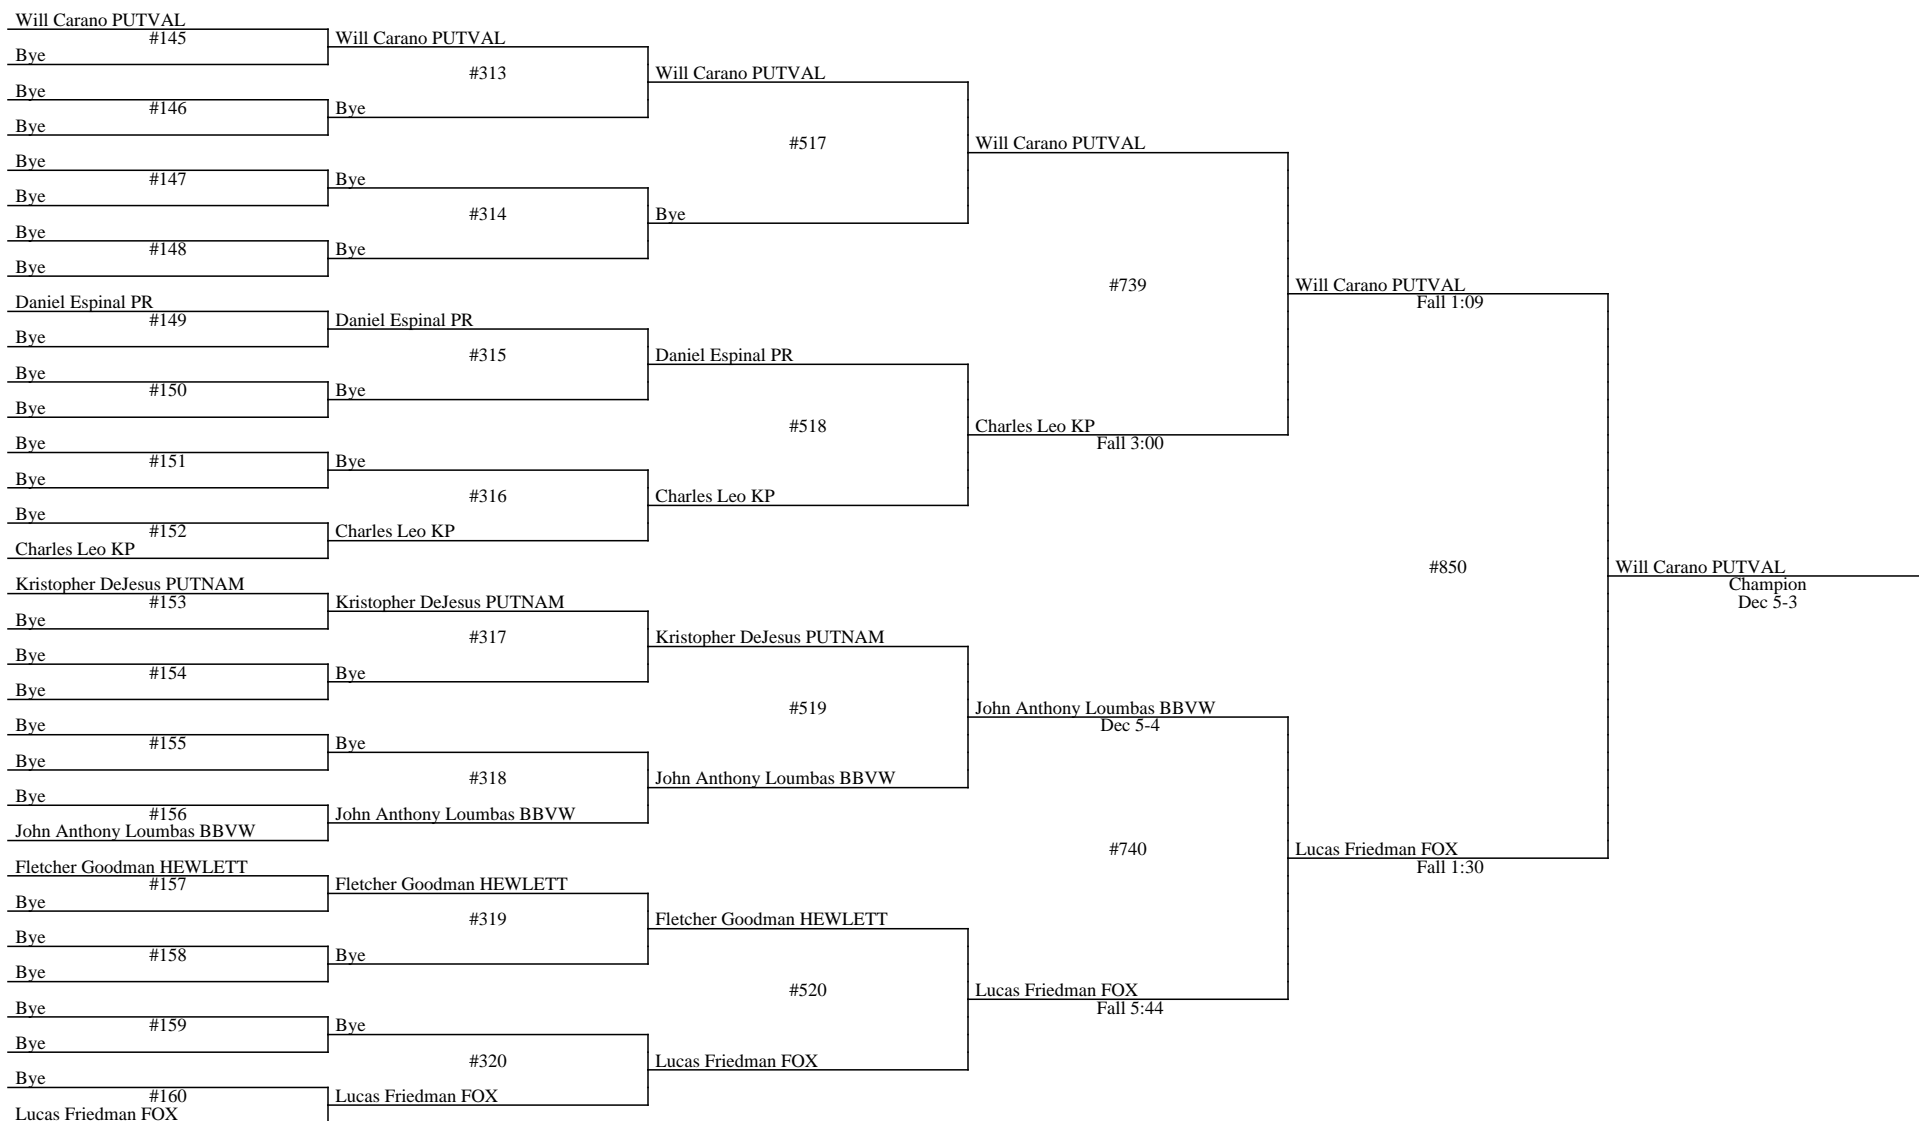 Will Carano PUTVAL
#145
Bye
Bye
#146
Bye
Bye
#147
Bye
Bye
#148
Bye
Daniel Espinal PR
#149
Bye
Bye
#150
Bye
Bye
#151
Bye
Bye
#152
Charles Leo KP
Kristopher DeJesus PUTNAM
#153
Bye
Bye
#154
Bye
Bye
#155
Bye
Bye
#156
John Anthony Loumbas BBVW
Fletcher Goodman HEWLETT
#157
Bye
Bye
#158
Bye
Bye
#159
Bye
Bye
#160
Lucas Friedman FOX
Will Carano PUTVAL
#313
Bye
Bye
#314
Bye
Daniel Espinal PR
#315
Bye
Bye
#316
Charles Leo KP
Kristopher DeJesus PUTNAM
#317
Bye
Bye
#318
John Anthony Loumbas BBVW
Fletcher Goodman HEWLETT
#319
Bye
Bye
#320
Lucas Friedman FOX
Will Carano PUTVAL
#517
Bye
Daniel Espinal PR
#518
Charles Leo KP
Kristopher DeJesus PUTNAM
#519
John Anthony Loumbas BBVW
Fletcher Goodman HEWLETT
#520
Lucas Friedman FOX
Will Carano PUTVAL
#739
Charles Leo KP
Fall 3:00
John Anthony Loumbas BBVW
Dec 5-4
#740
Lucas Friedman FOX
Fall 5:44
Will Carano PUTVAL
Fall 1:09
#850
Lucas Friedman FOX
Fall 1:30
Will Carano PUTVAL
Champion
Dec 5-3